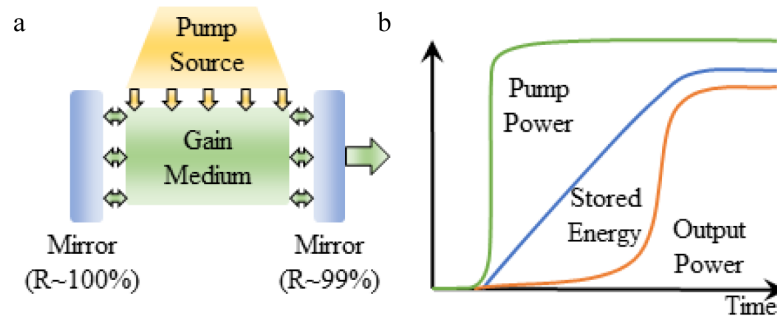 a
Pump
Source
Gain
Medium
Mirror
(R~100%)
Mirror
(R~99%)
b
Pump
Power
Stored
Energy
Output
Power
Time